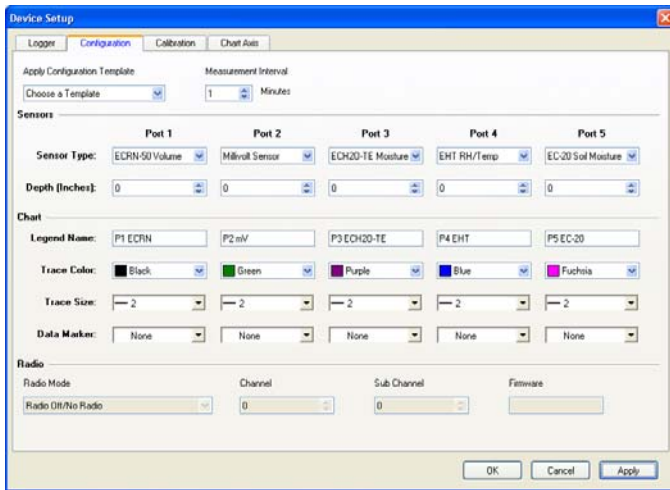 Device Setup
Logger Configuration Calibration Chart Axis
Apply Configuration Template Measurement Interval
Choose a Template 1 Minutes
Sensors
Port 1 Port 2 Port 3 Port 4 Port 5
Sensor Type: ECRN-50 Volume Millivolt Sensor ECH20-TE Moisture EHT RH/Temp EC-20 Soil Moisture
Depth (Inches): 0 0 0 0 0
Chart
Legend Name: P1 ECRN P2 mV P3 ECH20-TE P4 EHT P5 EC-20
Trace Color: Black Green Purple Blue Fuchsia
Trace Size: 2 2 2 2 2
Data Marker: None None None None None
Radio
Radio Mode Channel Sub Channel Firmware
Radio Off/No Radio 0 0
OK Cancel Apply